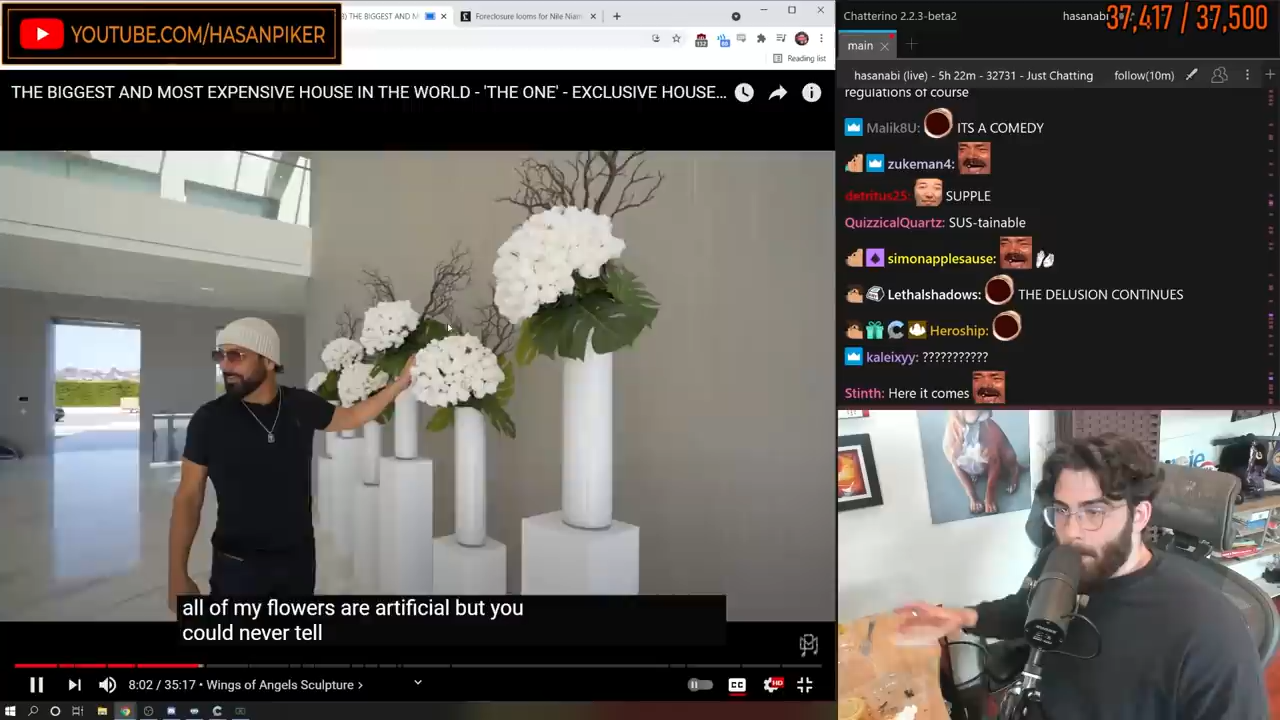 YOUTUBE.COM/HASANPIKER
THE BIGGEST AND M
Foreclosure looms for Nile Niam
Reading list
THE BIGGEST AND MOST EXPENSIVE HOUSE IN THE WORLD - 'THE ONE' - EXCLUSIVE HOUSE...
all of my flowers are artificial but you
could never tell
8:02 / 35:17 • Wings of Angels Sculpture >
CC
HD
Chatterino 2.2.3-beta2
hasanabi
37,417 / 37,500
main
hasanabi (live) - 5h 22m - 32731 - Just Chatting
follow(10m)
regulations of course
Malik8U: ITS A COMEDY
zukeman4:
detritus25: SUPPLE
QuizzicalQuartz: SUS-tainable
simonapplesause:
Lethalshadows: THE DELUSION CONTINUES
Heroship:
kaleixyy: ???????????
Stinth: Here it comes